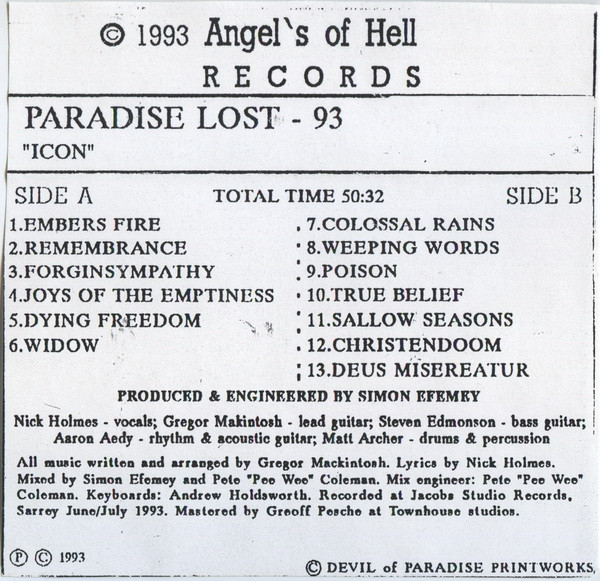 © 1993 Angel`s of Hell
RECORDS
PARADISE LOST - 93
"ICON"
SIDE A TOTAL TIME 50:32 SIDE B
1.EMBERS FIRE
2.REMEMBRANCE
3.FORGINSYMPATHY
4.JOYS OF THE EMPTINESS
5.DYING FREEDOM
6.WIDOW
7.COLOSSAL RAINS
8.WEEPING WORDS
9.POISON
10.TRUE BELIEF
11.SALLOW SEASONS
12.CHRISTENDOOM
13.DEUS MISEREATUR
PRODUCED & ENGINEERED BY SIMON EFEMEY
Nick Holmes - vocals; Gregor Makintosh - lead guitar; Steven Edmonson - bass guitar;
Aaron Aedy - rhythm & acoustic guitar; Matt Archer - drums & percussion
All music written and arranged by Gregor Mackintosh. Lyrics by Nick Holmes.
Mixed by Simon Efemey and Pete "Pee Wee" Coleman. Mix engineer: Pete "Pee Wee"
Coleman. Keyboards: Andrew Holdsworth. Recorded at Jacobs Studio Records,
Sarrey June/July 1993. Mastered by Greoff Pesche at Townhouse studios.
Ⓟ © 1993
© DEVIL of PARADISE PRINTWORKS.